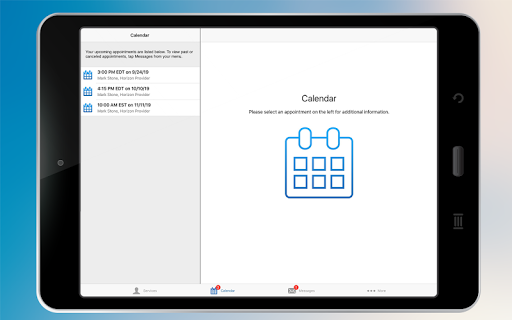 Calendar
Your upcoming appointments are listed below. To view past or
canceled appointments, tap Messages from your menu.
3:00 PM EDT on 9/24/19
Mark Stone, Horizon Provider
4:15 PM EDT on 10/10/19
Mark Stone, Horizon Provider
10:00 AM EST on 11/11/19
Mark Stone, Horizon Provider
Calendar
Please select an appointment on the left for additional information.
Services
Calendar
Messages
More